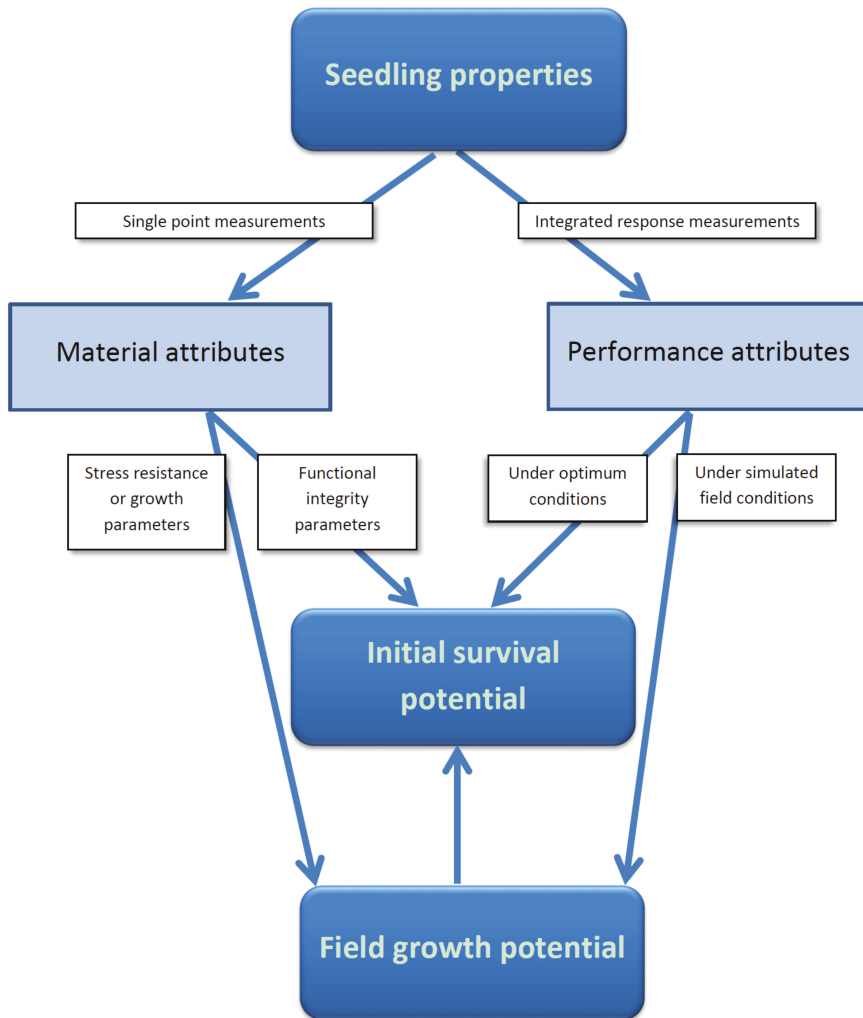 Seedling properties
Single point measurements
Integrated response measurements
Material attributes
Performance attributes
Stress resistance
or growth
parameters
Functional
integrity
parameters
Under optimum
conditions
Under simulated
field conditions
Initial survival
potential
Field growth potential